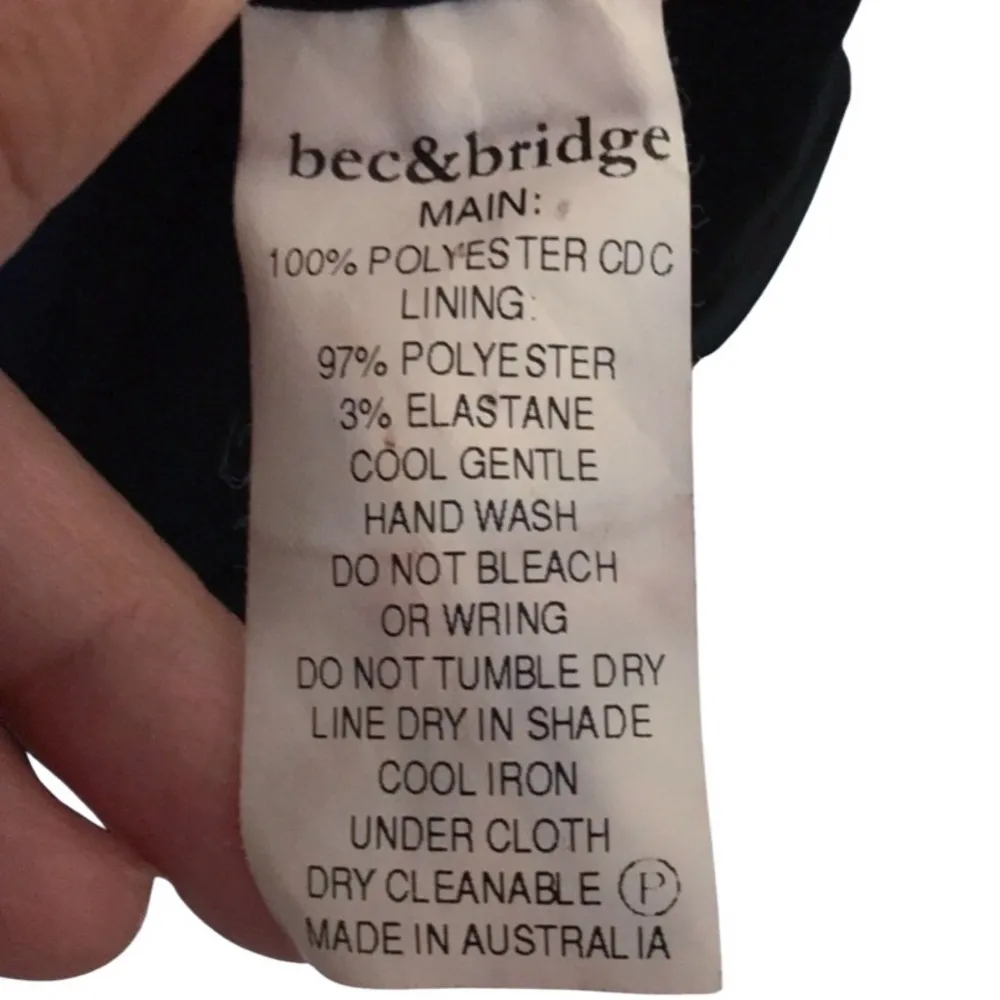 bec&bridge
MAIN:
100% POLYESTER CDC
LINING:
97% POLYESTER
3% ELASTANE
COOL GENTLE
HAND WASH
DO NOT BLEACH
OR WRING
DO NOT TUMBLE DRY
LINE DRY IN SHADE
COOL IRON
UNDER CLOTH
DRY CLEANABLE Ⓟ
MADE IN AUSTRALIA